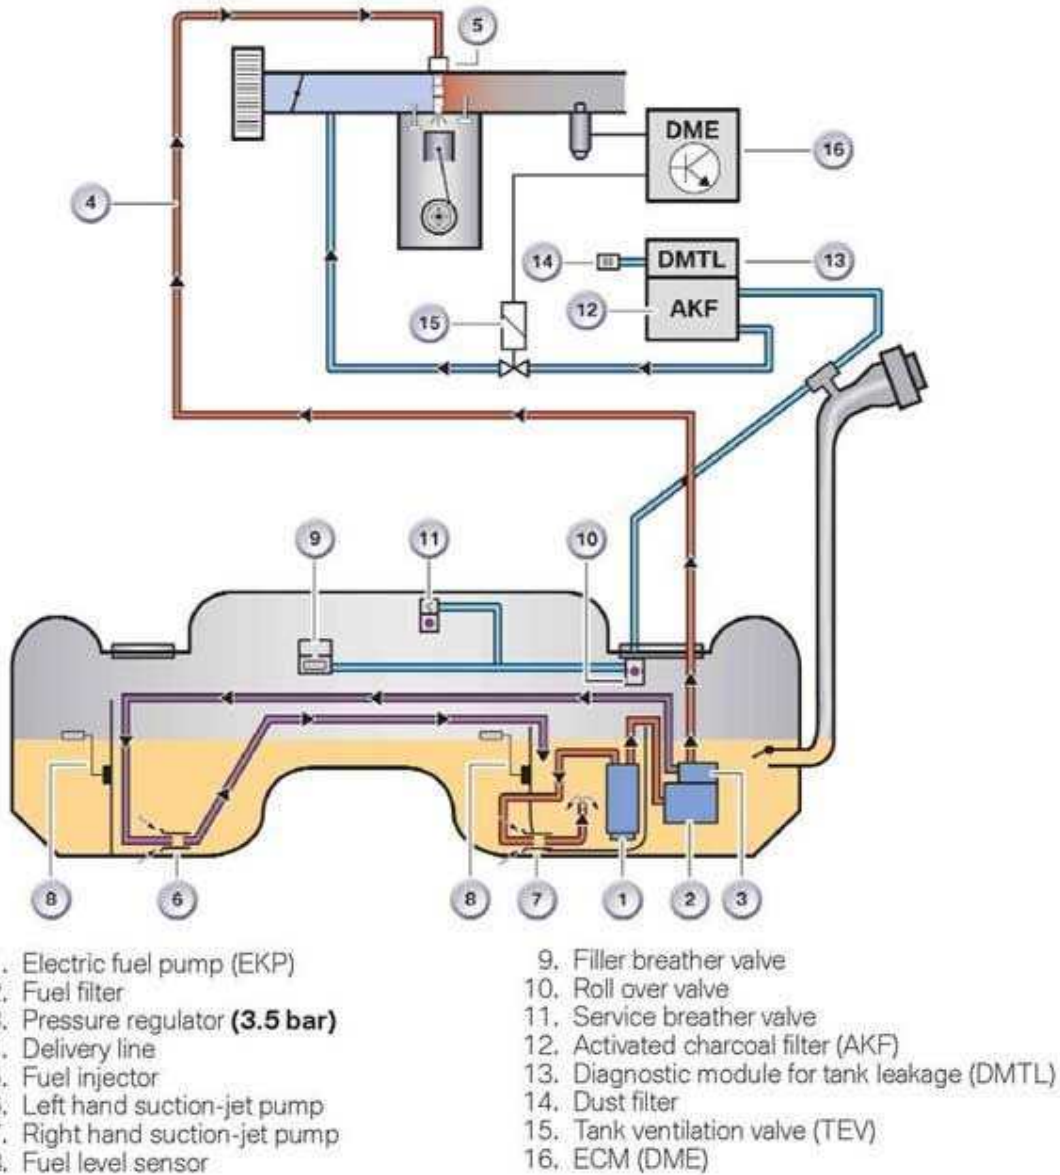 5
DME
16
4
14
DMTL
13
12
AKF
15
9
11
10
8
6
8
7
1
2
3
. Electric fuel pump (EKP)
. Fuel filter
. Pressure regulator (3.5 bar)
. Delivery line
. Fuel injector
. Left hand suction-jet pump
. Right hand suction-jet pump
. Fuel level sensor
9. Filler breather valve
10. Roll over valve
11. Service breather valve
12. Activated charcoal filter (AKF)
13. Diagnostic module for tank leakage (DMTL)
14. Dust filter
15. Tank ventilation valve (TEV)
16. ECM (DME)